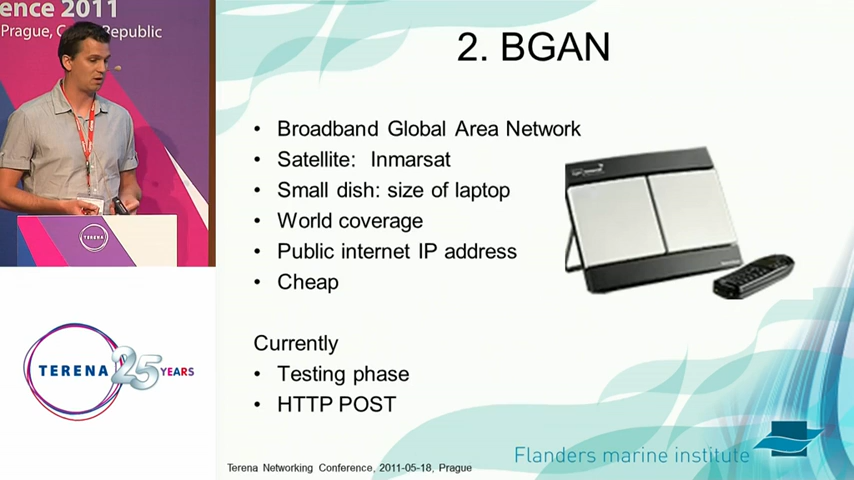 ence 2011
Prague, C Republic
TERENA
TERENA 25 YEARS
2. BGAN
• Broadband Global Area Network
• Satellite: Inmarsat
• Small dish: size of laptop
• World coverage
• Public internet IP address
• Cheap
Currently
• Testing phase
• HTTP POST
Terena Networking Conference, 2011-05-18, Prague
Flanders marine institute